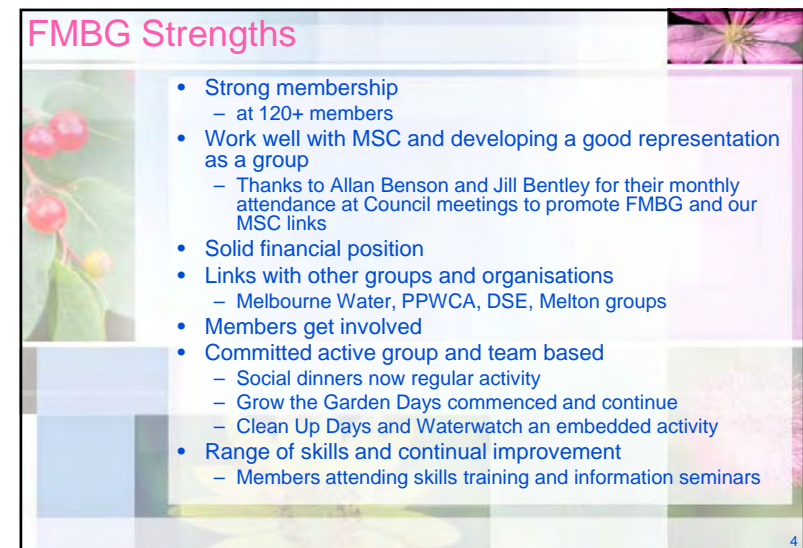 FMBG Strengths
• Strong membership
– at 120+ members
• Work well with MSC and developing a good representation
as a group
– Thanks to Allan Benson and Jill Bentley for their monthly
attendance at Council meetings to promote FMBG and our
MSC links
• Solid financial position
• Links with other groups and organisations
– Melbourne Water, PPWCA, DSE, Melton groups
• Members get involved
• Committed active group and team based
– Social dinners now regular activity
– Grow the Garden Days commenced and continue
– Clean Up Days and Waterwatch an embedded activity
• Range of skills and continual improvement
– Members attending skills training and information seminars
4